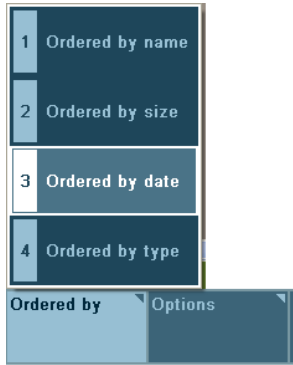 1 Ordered by name
2 Ordered by size
3 Ordered by date
4 Ordered by type
Ordered by Options